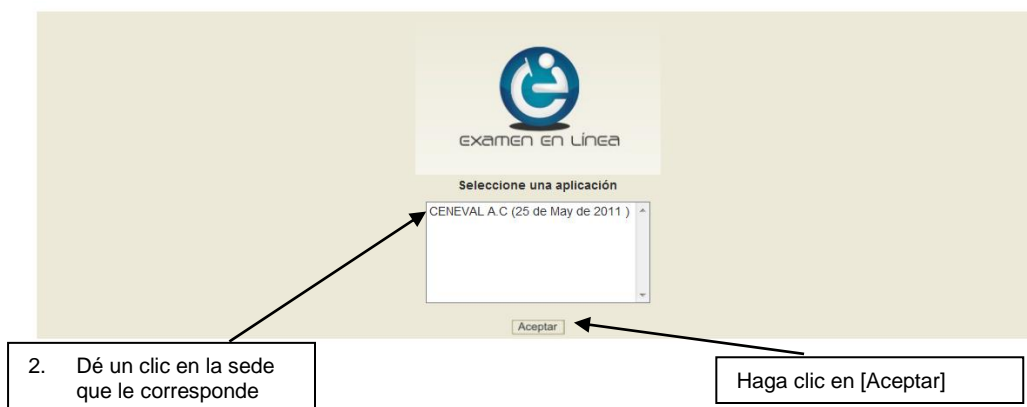 examen en Línea
Seleccione una aplicación
CENEVAL A.C (25 de May de 2011 )
Aceptar
2. Dé un clic en la sede
que le corresponde
Haga clic en [Aceptar]